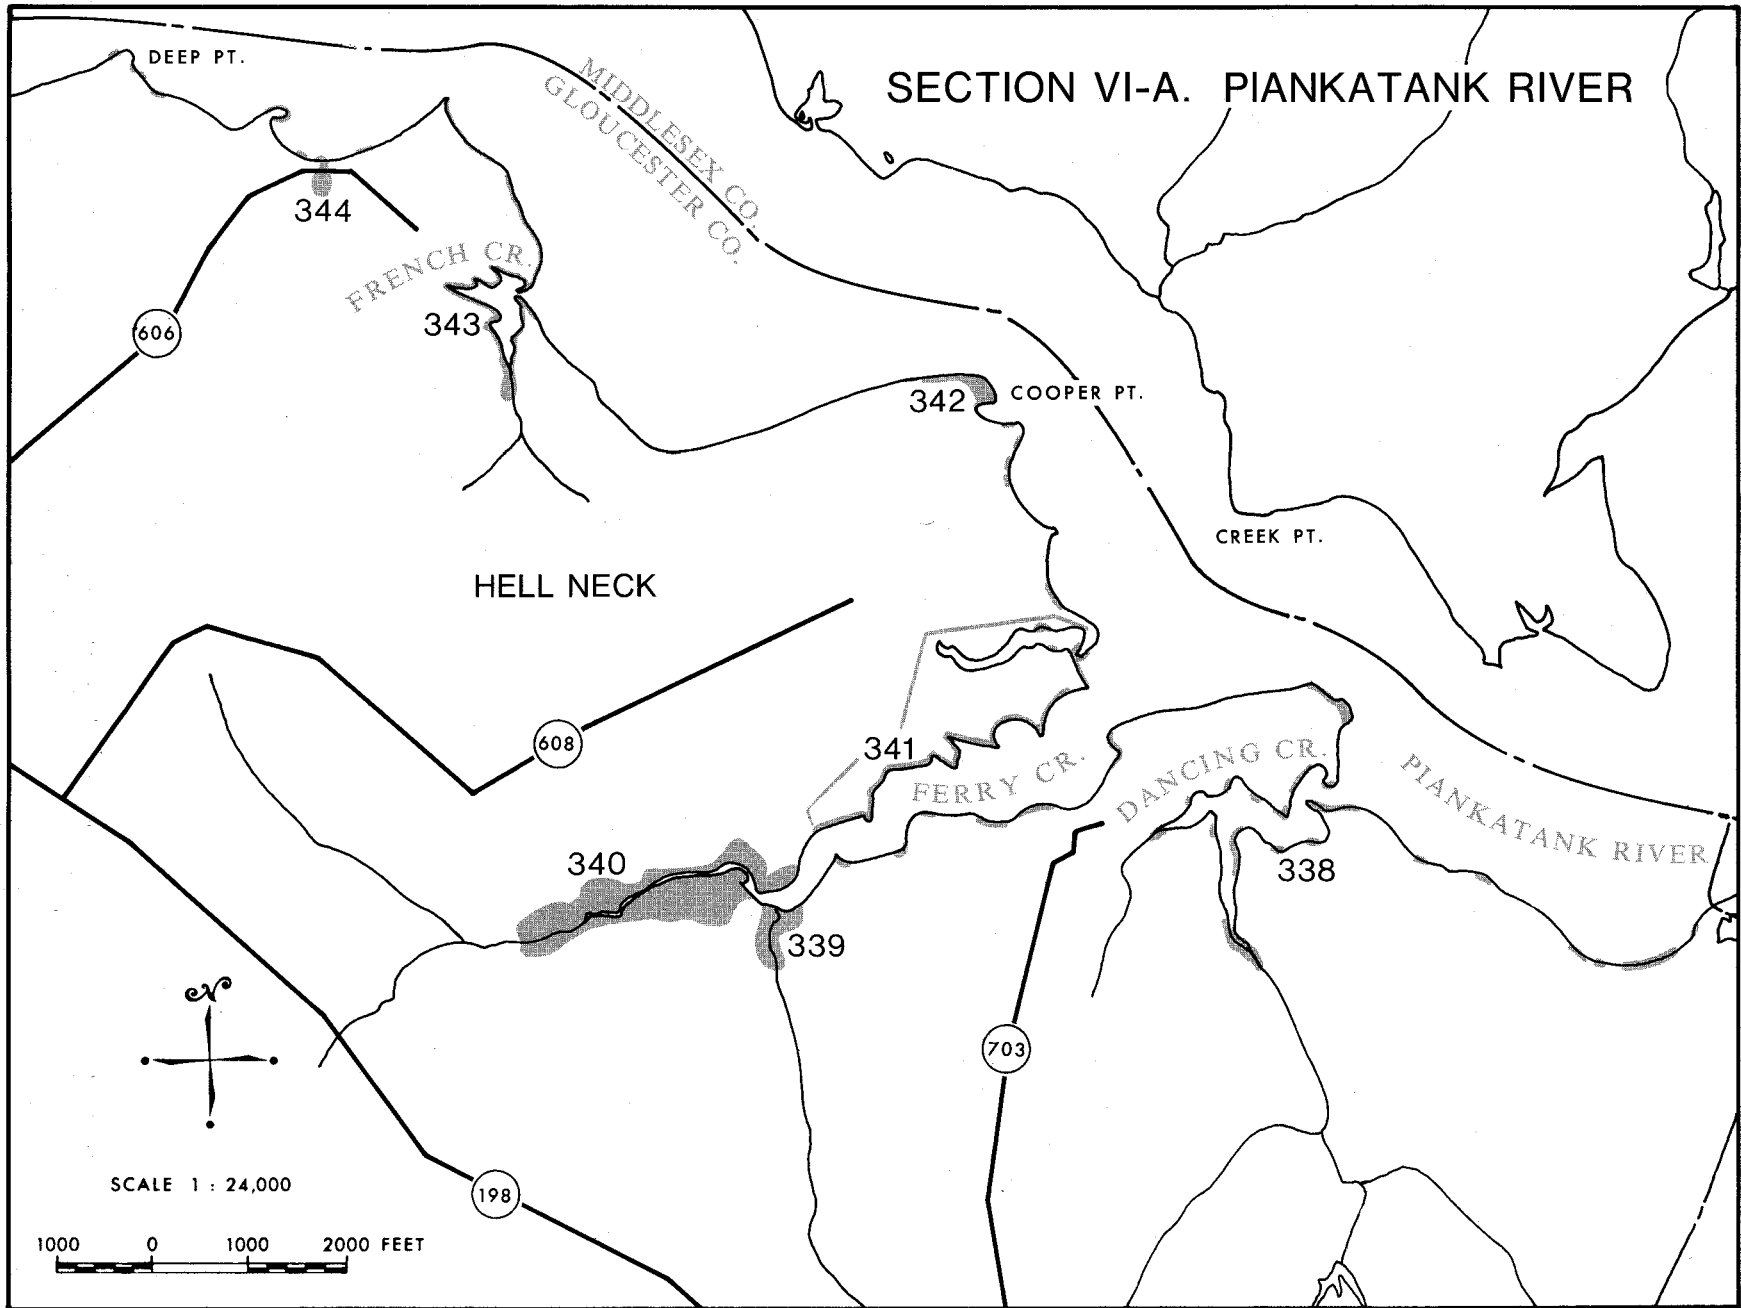 SECTION VI-A. PIANKATANK RIVER
DEEP PT.
MIDDLESEX CO.
GLOUCESTER CO.
344
FRENCH CR.
343
606
342
COOPER PT.
CREEK PT.
HELL NECK
608
341
FERRY CR.
DANCING CR.
PIANKATANK RIVER
340
338
339
N
703
SCALE 1 : 24,000
198
1000 0 1000 2000 FEET